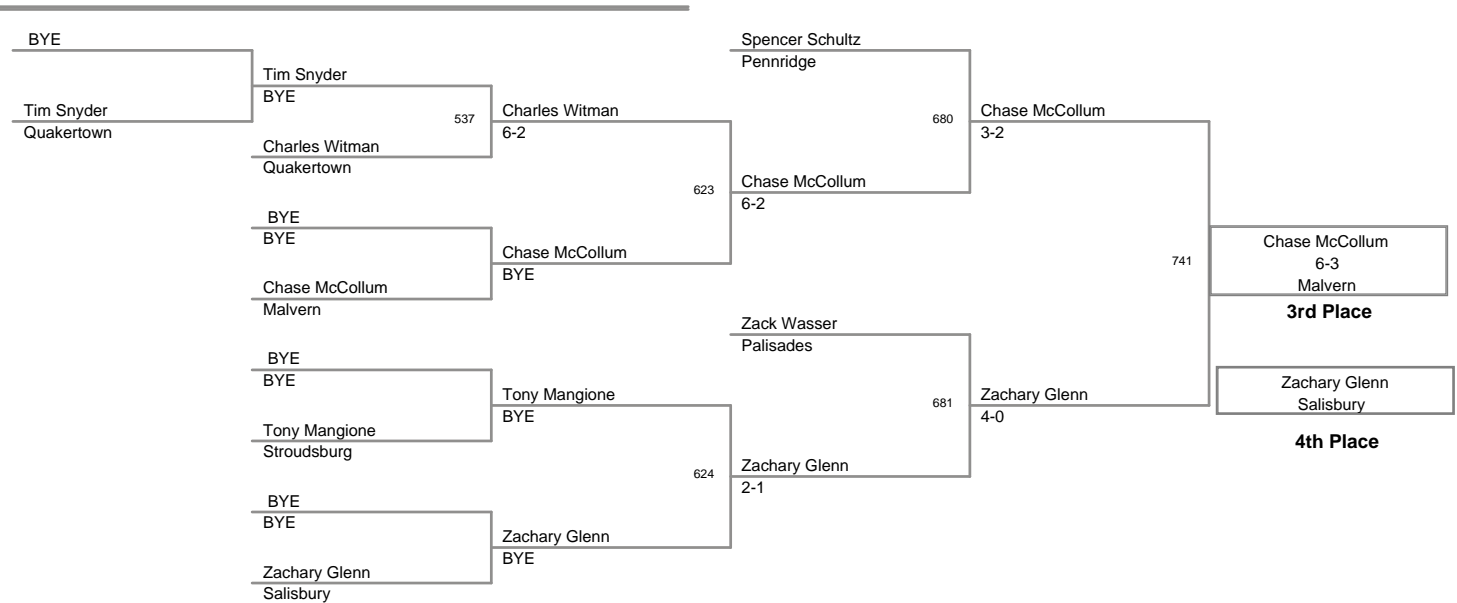 BYE
Tim Snyder
Quakertown
Tim Snyder
BYE
Charles Witman
Quakertown
BYE
BYE
Chase McCollum
Malvern
BYE
BYE
Tony Mangione
Stroudsburg
BYE
BYE
Zachary Glenn
Salisbury
537
Charles Witman
6-2
Chase McCollum
BYE
Tony Mangione
BYE
Zachary Glenn
BYE
623
624
Spencer Schultz
Pennridge
Chase McCollum
6-2
Zack Wasser
Palisades
Zachary Glenn
2-1
680
681
Chase McCollum
3-2
Zachary Glenn
4-0
741
Chase McCollum
6-3
Malvern
3rd Place
Zachary Glenn
Salisbury
4th Place